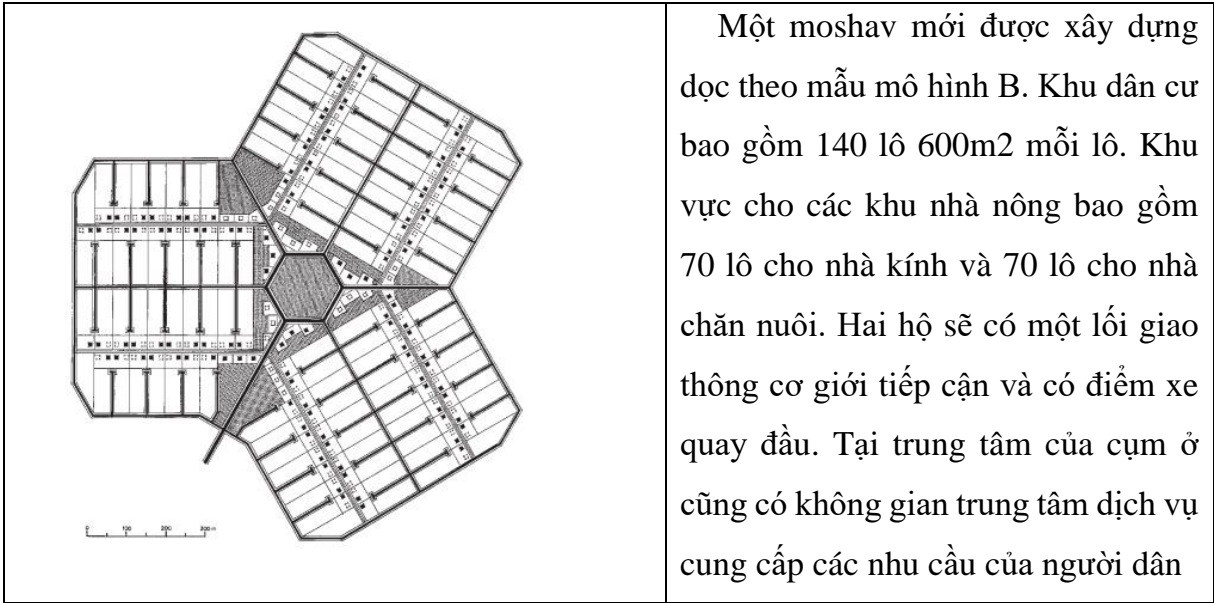 Một moshav mới được xây dựng
dọc theo mẫu mô hình B. Khu dân cư
bao gồm 140 lô 600m2 mỗi lô. Khu
vực cho các khu nhà nông bao gồm
70 lô cho nhà kính và 70 lô cho nhà
chăn nuôi. Hai hộ sẽ có một lối giao
thông cơ giới tiếp cận và có điểm xe
quay đầu. Tại trung tâm của cụm ở
cũng có không gian trung tâm dịch vụ
cung cấp các nhu cầu của người dân
0 100 200 300 m